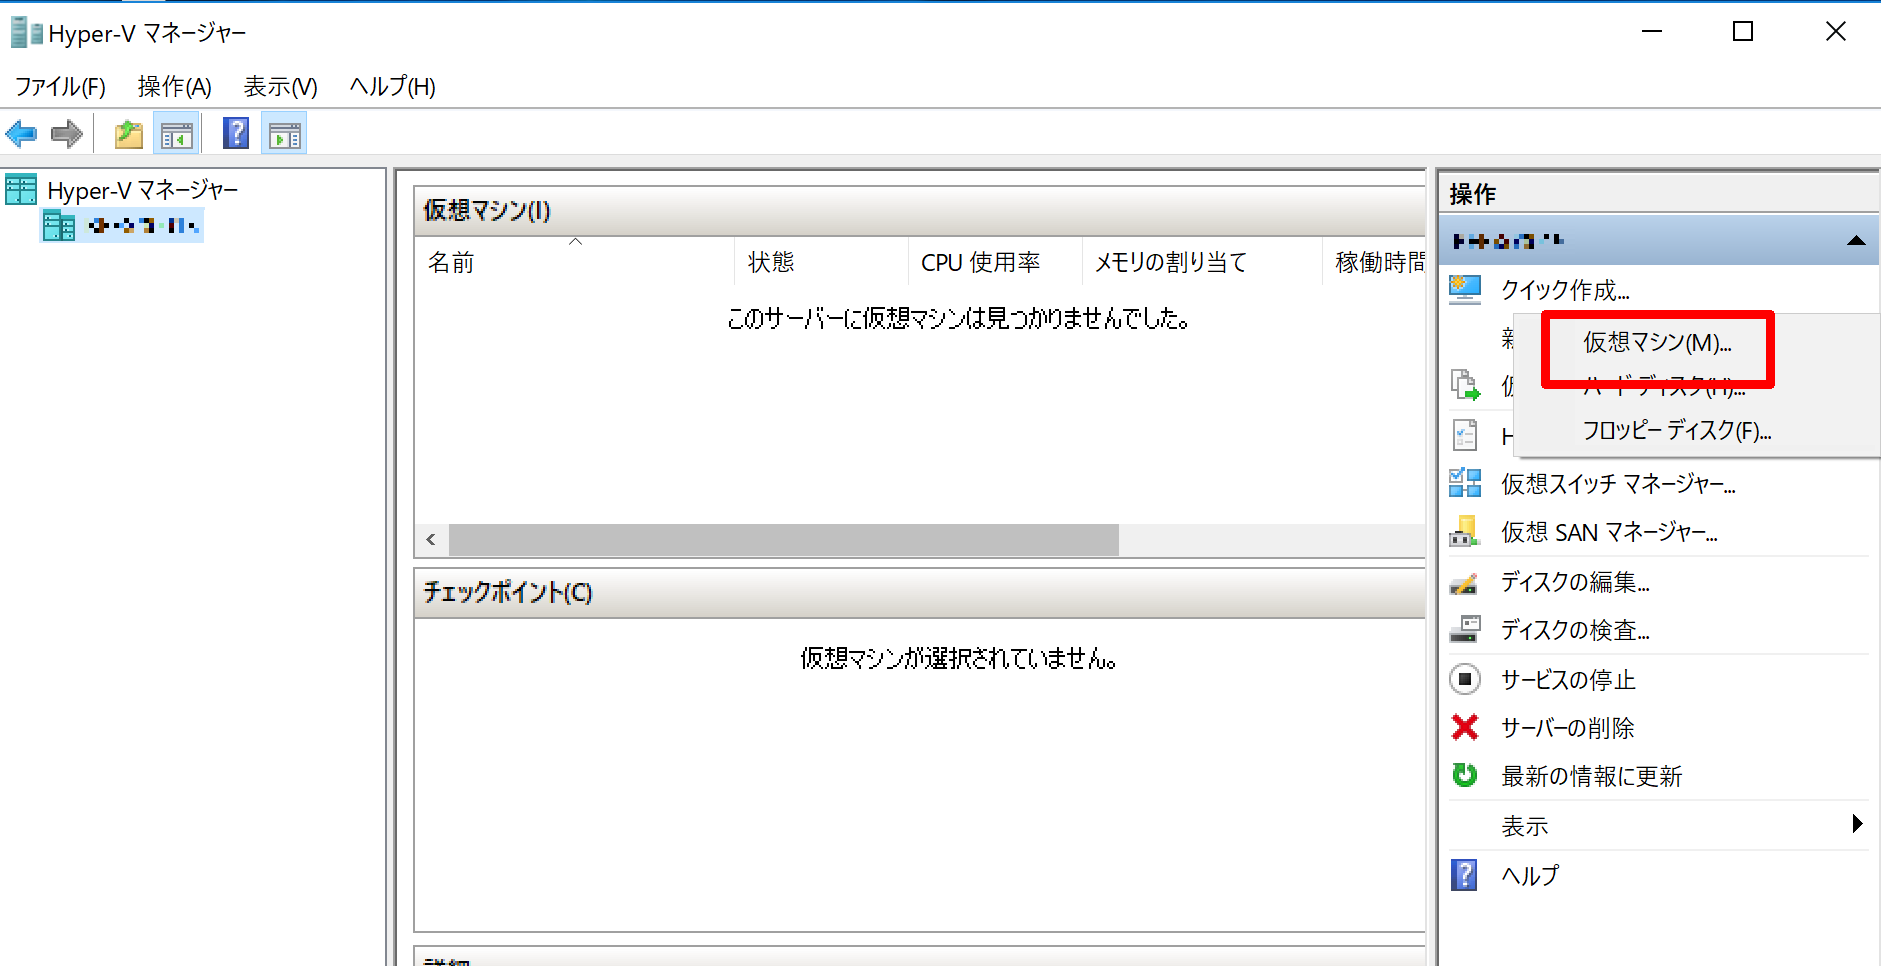 Hyper-V マネージャー
ファイル(F) 操作(A) 表示(V) ヘルプ(H)
Hyper-V マネージャー
仮想マシン(I)
名前 状態 CPU 使用率 メモリの割り当て 稼働時間
このサーバーに仮想マシンは見つかりませんでした。
チェックポイント(C)
仮想マシンが選択されていません。
詳細
操作
クイック作成...
新
仮想マシン(M)...
ハード ディスク(H)...
フロッピー ディスク(F)...
仮
H
仮想スイッチ マネージャー...
仮想 SAN マネージャー...
ディスクの編集...
ディスクの検査...
サービスの停止
サーバーの削除
最新の情報に更新
表示
ヘルプ